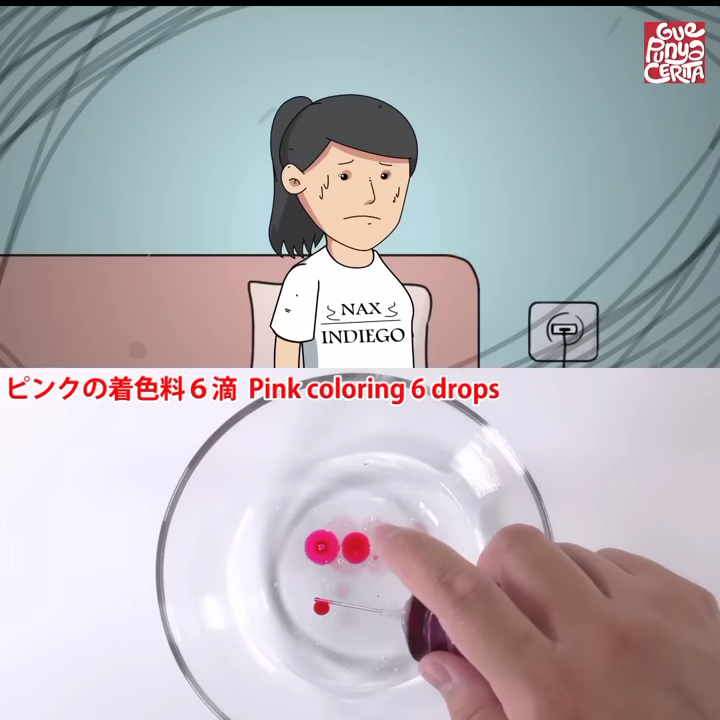 GUE
PUNYA
CERITA
NAX
INDIEGO
ピンクの着色料6滴 Pink coloring 6 drops